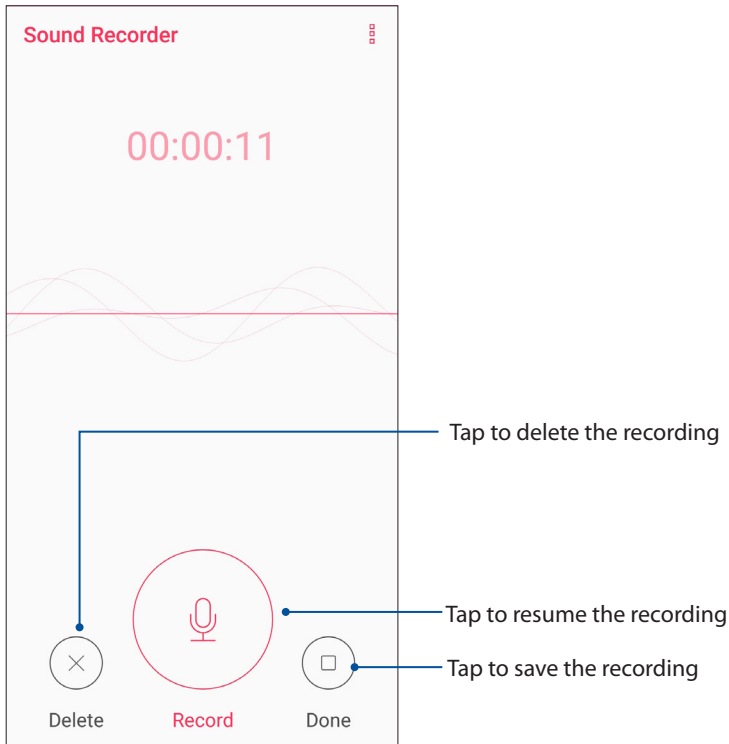 Sound Recorder
00:00:11
Tap to delete the recording
Tap to resume the recording
Tap to save the recording
Delete Record Done